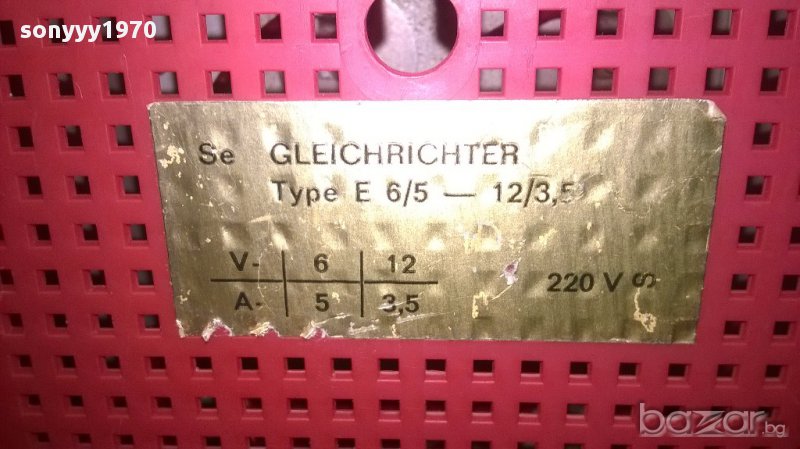 sonyyy1970
Se GLEICHRICHTER
Type E 6/5 — 12/3,5
V- 6 12
A- 5 3,5
220 V
bazar.bg